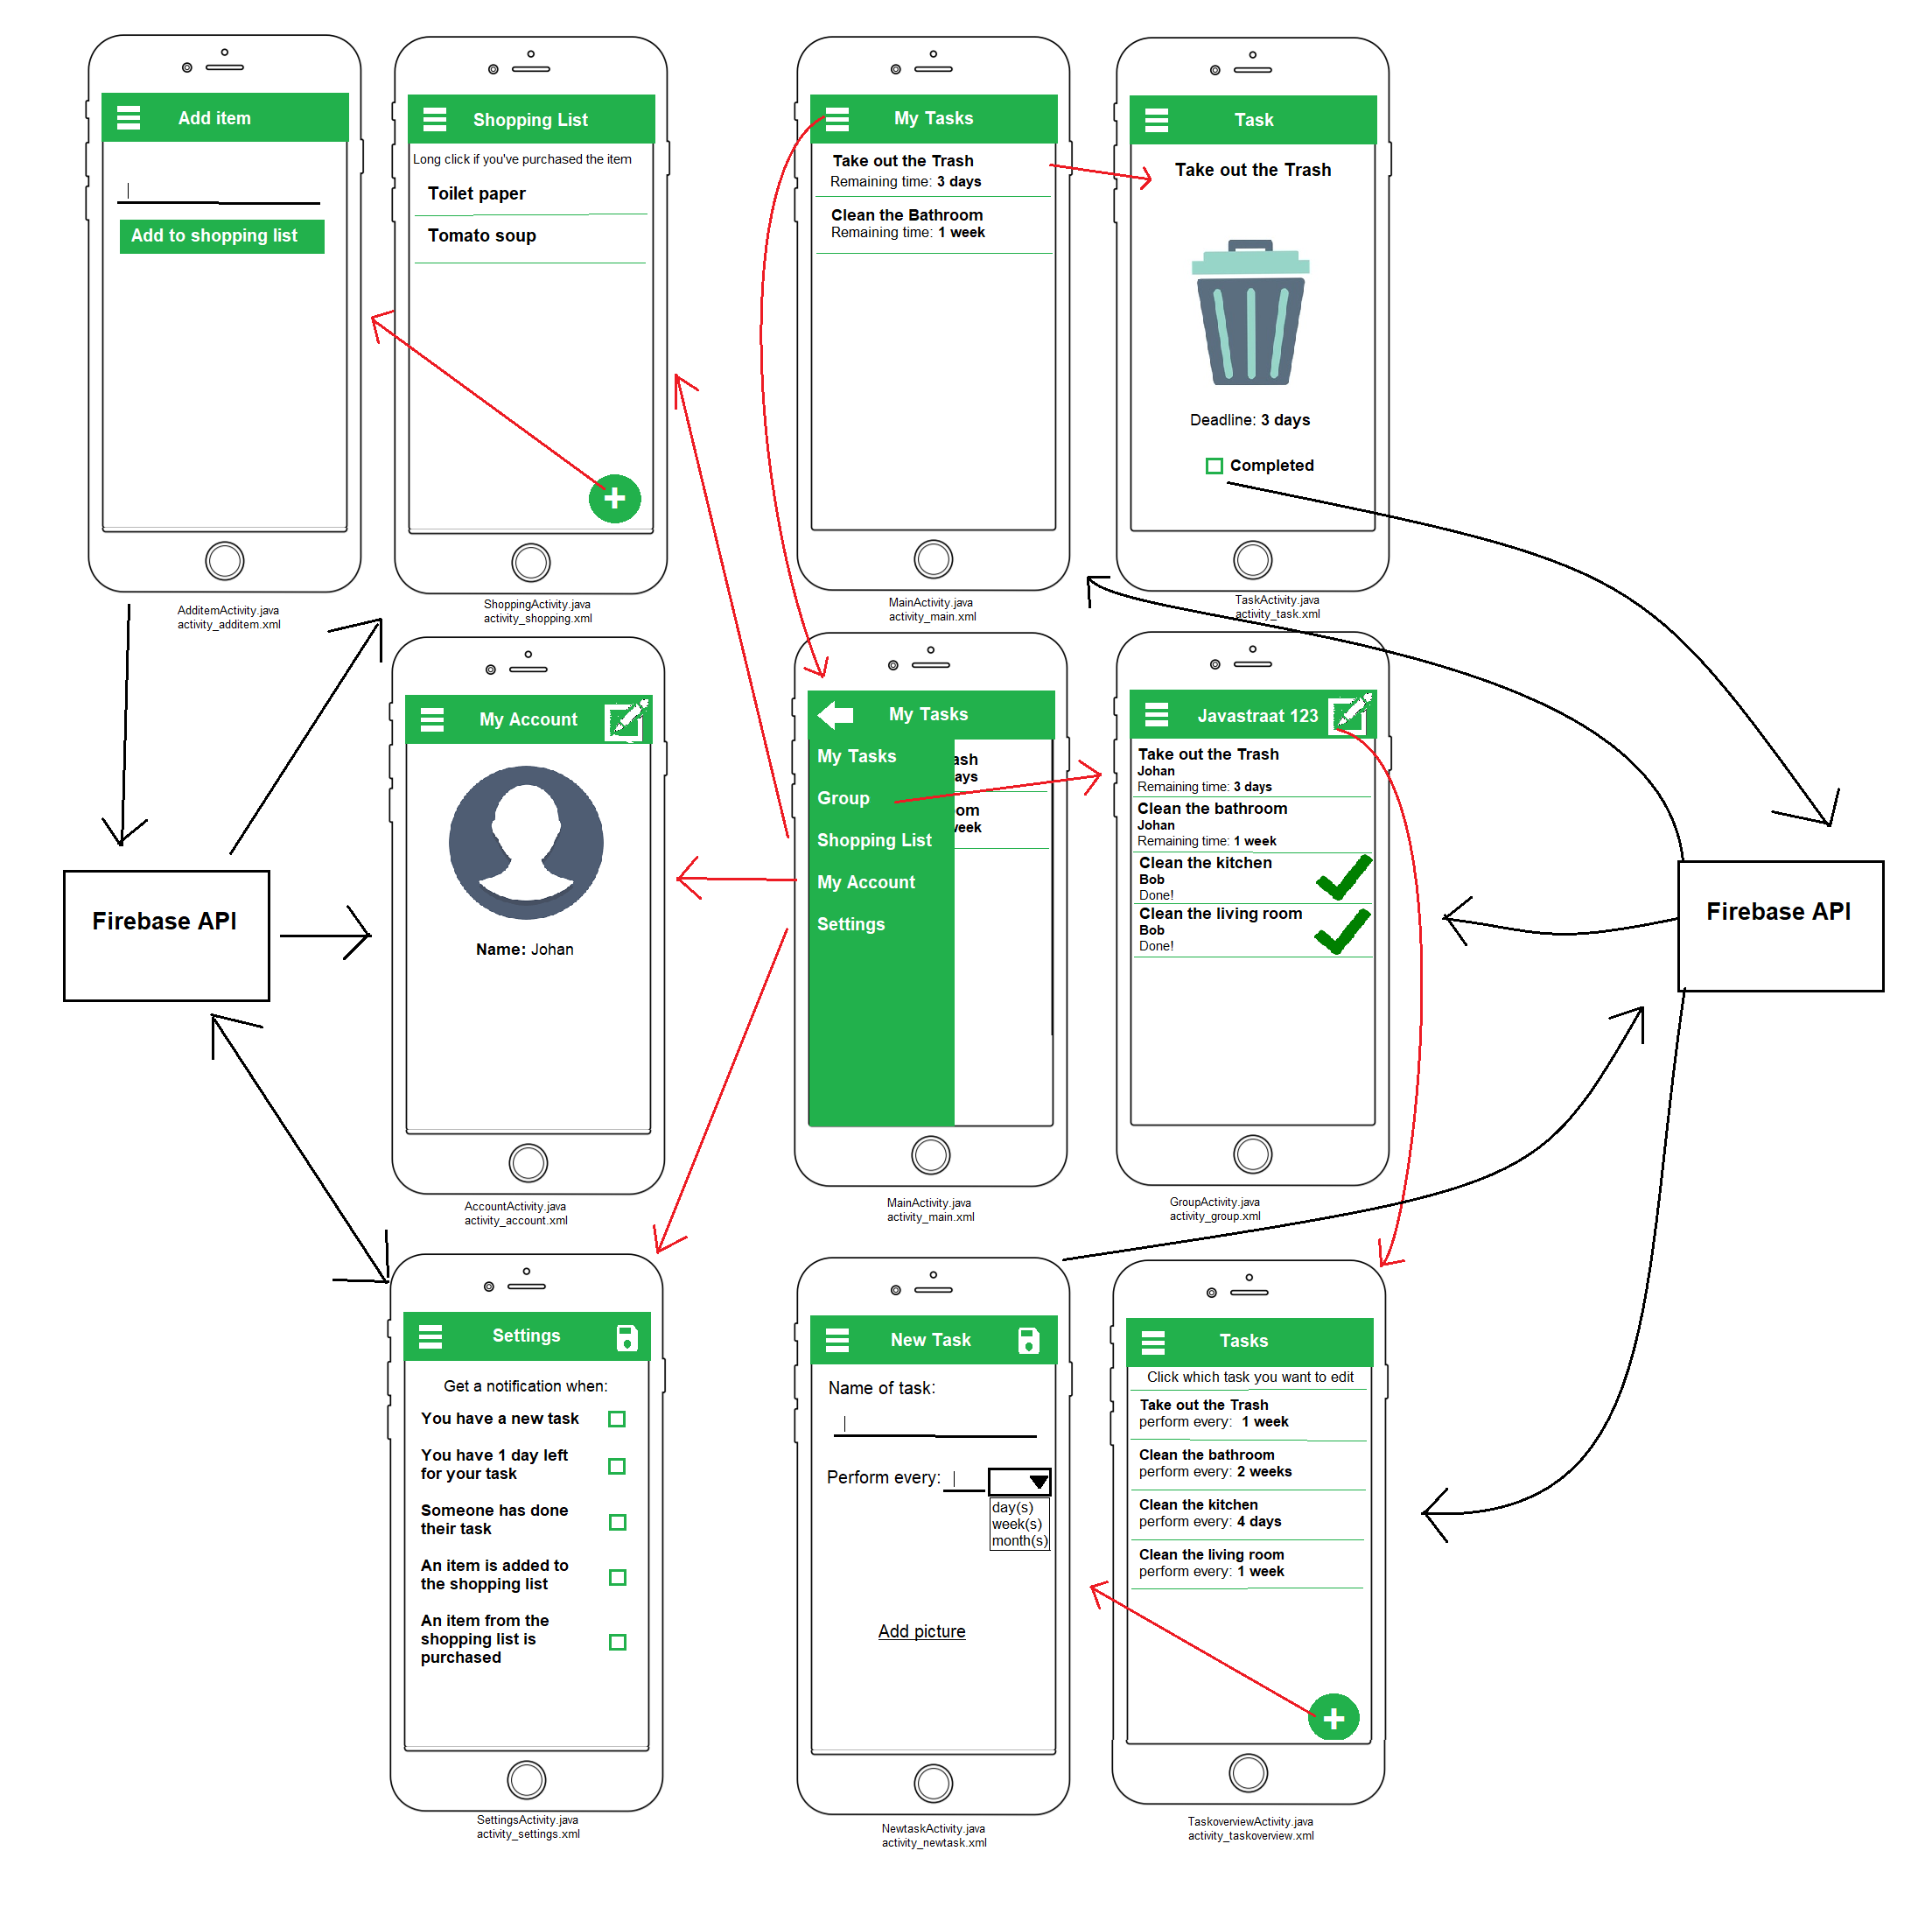 Add item
Add to shopping list
AdditemActivity.java
activity_additem.xml
Shopping List
Long click if you've purchased the item
Toilet paper
Tomato soup
+
ShoppingActivity.java
activity_shopping.xml
My Tasks
Take out the Trash
Remaining time: 3 days
Clean the Bathroom
Remaining time: 1 week
MainActivity.java
activity_main.xml
Task
Take out the Trash
Deadline: 3 days
Completed
TaskActivity.java
activity_task.xml
Firebase API
My Account
Name: Johan
AccountActivity.java
activity_account.xml
My Tasks
My Tasks
Group
Shopping List
My Account
Settings
ash
ays
om
week
MainActivity.java
activity_main.xml
Javastraat 123
Take out the Trash
Johan
Remaining time: 3 days
Clean the bathroom
Johan
Remaining time: 1 week
Clean the kitchen
Bob
Done!
Clean the living room
Bob
Done!
GroupActivity.java
activity_group.xml
Firebase API
Settings
Get a notification when:
You have a new task
You have 1 day left
for your task
Someone has done
their task
An item is added to
the shopping list
An item from the
shopping list is
purchased
SettingsActivity.java
activity_settings.xml
New Task
Name of task:
Perform every:
day(s)
week(s)
month(s)
Add picture
NewtaskActivity.java
activity_newtask.xml
Tasks
Click which task you want to edit
Take out the Trash
perform every: 1 week
Clean the bathroom
perform every: 2 weeks
Clean the kitchen
perform every: 4 days
Clean the living room
perform every: 1 week
+
TaskoverviewActivity.java
activity_taskoverview.xml